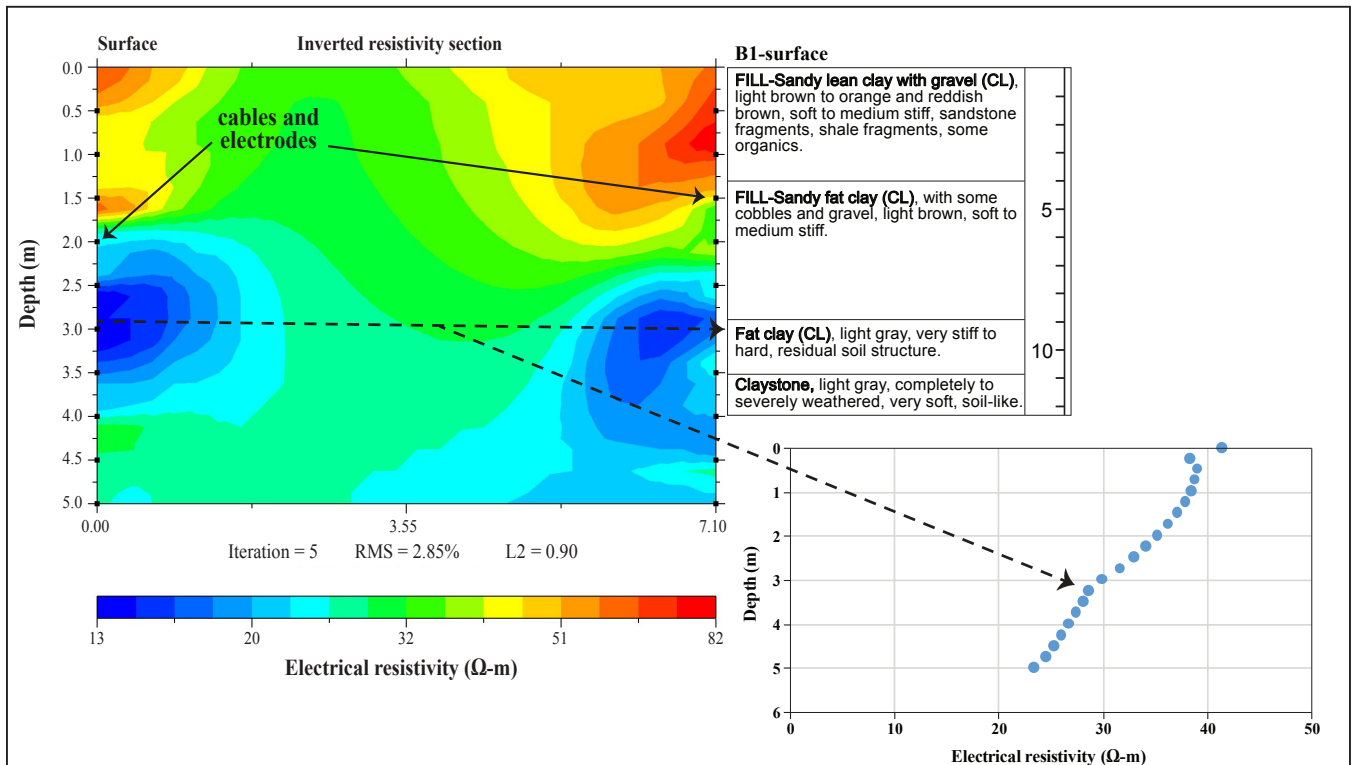 Surface
Inverted resistivity section
0.0
0.5
1.0
1.5
2.0
2.5
3.0
3.5
4.0
4.5
5.0
Depth (m)
cables and
electrodes
0.00
3.55
7.10
Iteration = 5
RMS = 2.85%
L2 = 0.90
13
20
32
51
82
Electrical resistivity (Ω-m)
B1-surface
FILL-Sandy lean clay with gravel (CL),
light brown to orange and reddish
brown, soft to medium stiff, sandstone
fragments, shale fragments, some
organics.
FILL-Sandy fat clay (CL), with some
cobbles and gravel, light brown, soft to
medium stiff.
Fat clay (CL), light gray, very stiff to
hard, residual soil structure.
Claystone, light gray, completely to
severely weathered, very soft, soil-like.
5
10
0
1
2
3
4
5
6
Depth (m)
0
10
20
30
40
50
Electrical resistivity (Ω-m)